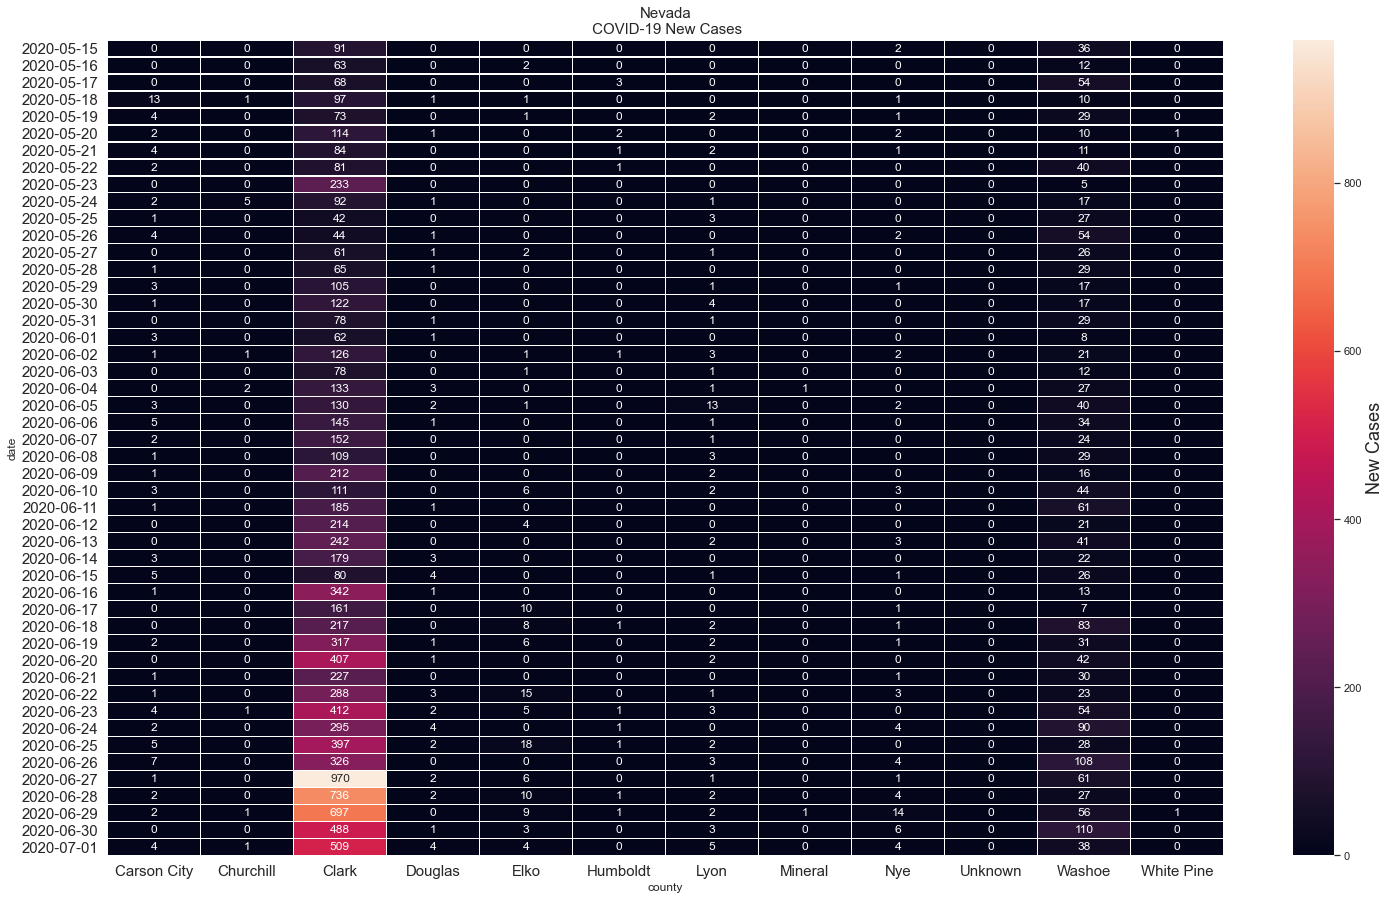 Nevada
COVID-19 New Cases
2020-05-15 0 0 91 0 0 0 0 0 2 0 36 0
2020-05-16 0 0 63 0 2 0 0 0 0 0 12 0
2020-05-17 0 0 68 0 0 3 0 0 0 0 54 0
2020-05-18 13 1 97 1 1 0 0 0 1 0 10 0
2020-05-19 4 0 73 0 1 0 2 0 1 0 29 0
2020-05-20 2 0 114 1 0 2 0 0 2 0 10 1
2020-05-21 4 0 84 0 0 1 2 0 1 0 11 0
2020-05-22 2 0 81 0 0 1 0 0 0 0 40 0
2020-05-23 0 0 233 0 0 0 0 0 0 0 5 0
2020-05-24 2 5 92 1 0 0 1 0 0 0 17 0
2020-05-25 1 0 42 0 0 0 3 0 0 0 27 0
2020-05-26 4 0 44 1 0 0 0 0 2 0 54 0
2020-05-27 0 0 61 1 2 0 1 0 0 0 26 0
2020-05-28 1 0 65 1 0 0 0 0 0 0 29 0
2020-05-29 3 0 105 0 0 0 1 0 1 0 17 0
2020-05-30 1 0 122 0 0 0 4 0 0 0 17 0
2020-05-31 0 0 78 1 0 0 1 0 0 0 29 0
2020-06-01 3 0 62 1 0 0 0 0 0 0 8 0
2020-06-02 1 1 126 0 1 1 3 0 2 0 21 0
2020-06-03 0 0 78 0 1 0 1 0 0 0 12 0
2020-06-04 0 2 133 3 0 0 1 1 0 0 27 0
2020-06-05 3 0 130 2 1 0 13 0 2 0 40 0
2020-06-06 5 0 145 1 0 0 1 0 0 0 34 0
2020-06-07 2 0 152 0 0 0 1 0 0 0 24 0
2020-06-08 1 0 109 0 0 0 3 0 0 0 29 0
2020-06-09 1 0 212 0 0 0 2 0 0 0 16 0
2020-06-10 3 0 111 0 6 0 2 0 3 0 44 0
2020-06-11 1 0 185 1 0 0 0 0 0 0 61 0
2020-06-12 0 0 214 0 4 0 0 0 0 0 21 0
2020-06-13 0 0 242 0 0 0 2 0 3 0 41 0
2020-06-14 3 0 179 3 0 0 0 0 0 0 22 0
2020-06-15 5 0 80 4 0 0 1 0 1 0 26 0
2020-06-16 1 0 342 1 0 0 0 0 0 0 13 0
2020-06-17 0 0 161 0 10 0 0 0 1 0 7 0
2020-06-18 0 0 217 0 8 1 2 0 1 0 83 0
2020-06-19 2 0 317 1 6 0 2 0 1 0 31 0
2020-06-20 0 0 407 1 0 0 2 0 0 0 42 0
2020-06-21 1 0 227 0 0 0 0 0 1 0 30 0
2020-06-22 1 0 288 3 15 0 1 0 3 0 23 0
2020-06-23 4 1 412 2 5 1 3 0 0 0 54 0
2020-06-24 2 0 295 4 0 1 0 0 4 0 90 0
2020-06-25 5 0 397 2 18 1 2 0 0 0 28 0
2020-06-26 7 0 326 0 0 0 3 0 4 0 108 0
2020-06-27 1 0 970 2 6 0 1 0 1 0 61 0
2020-06-28 2 0 736 2 10 1 2 0 4 0 27 0
2020-06-29 2 1 697 0 9 1 2 1 14 0 56 1
2020-06-30 0 0 488 1 3 0 3 0 6 0 110 0
2020-07-01 4 1 509 4 4 0 5 0 4 0 38 0
Carson City Churchill Clark Douglas Elko Humboldt Lyon Mineral Nye Unknown Washoe White Pine
county
date
800
600
400
200
0
New Cases